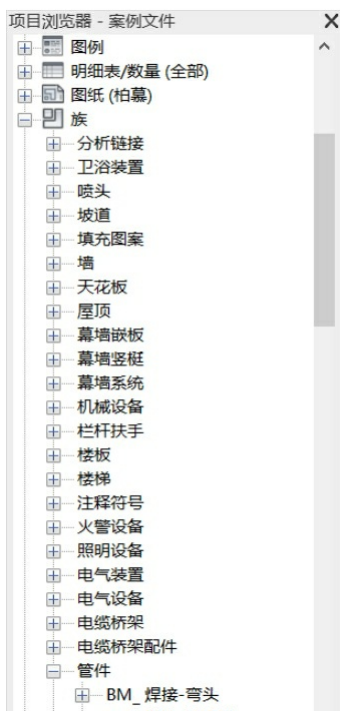 项目浏览器 - 案例文件
图例
明细表/数量 (全部)
图纸 (柏慕)
族
分析链接
卫浴装置
喷头
坡道
填充图案
墙
天花板
屋顶
幕墙嵌板
幕墙竖梃
幕墙系统
机械设备
栏杆扶手
楼板
楼梯
注释符号
火警设备
照明设备
电气装置
电气设备
电缆桥架
电缆桥架配件
管件
BM_ 焊接-弯头